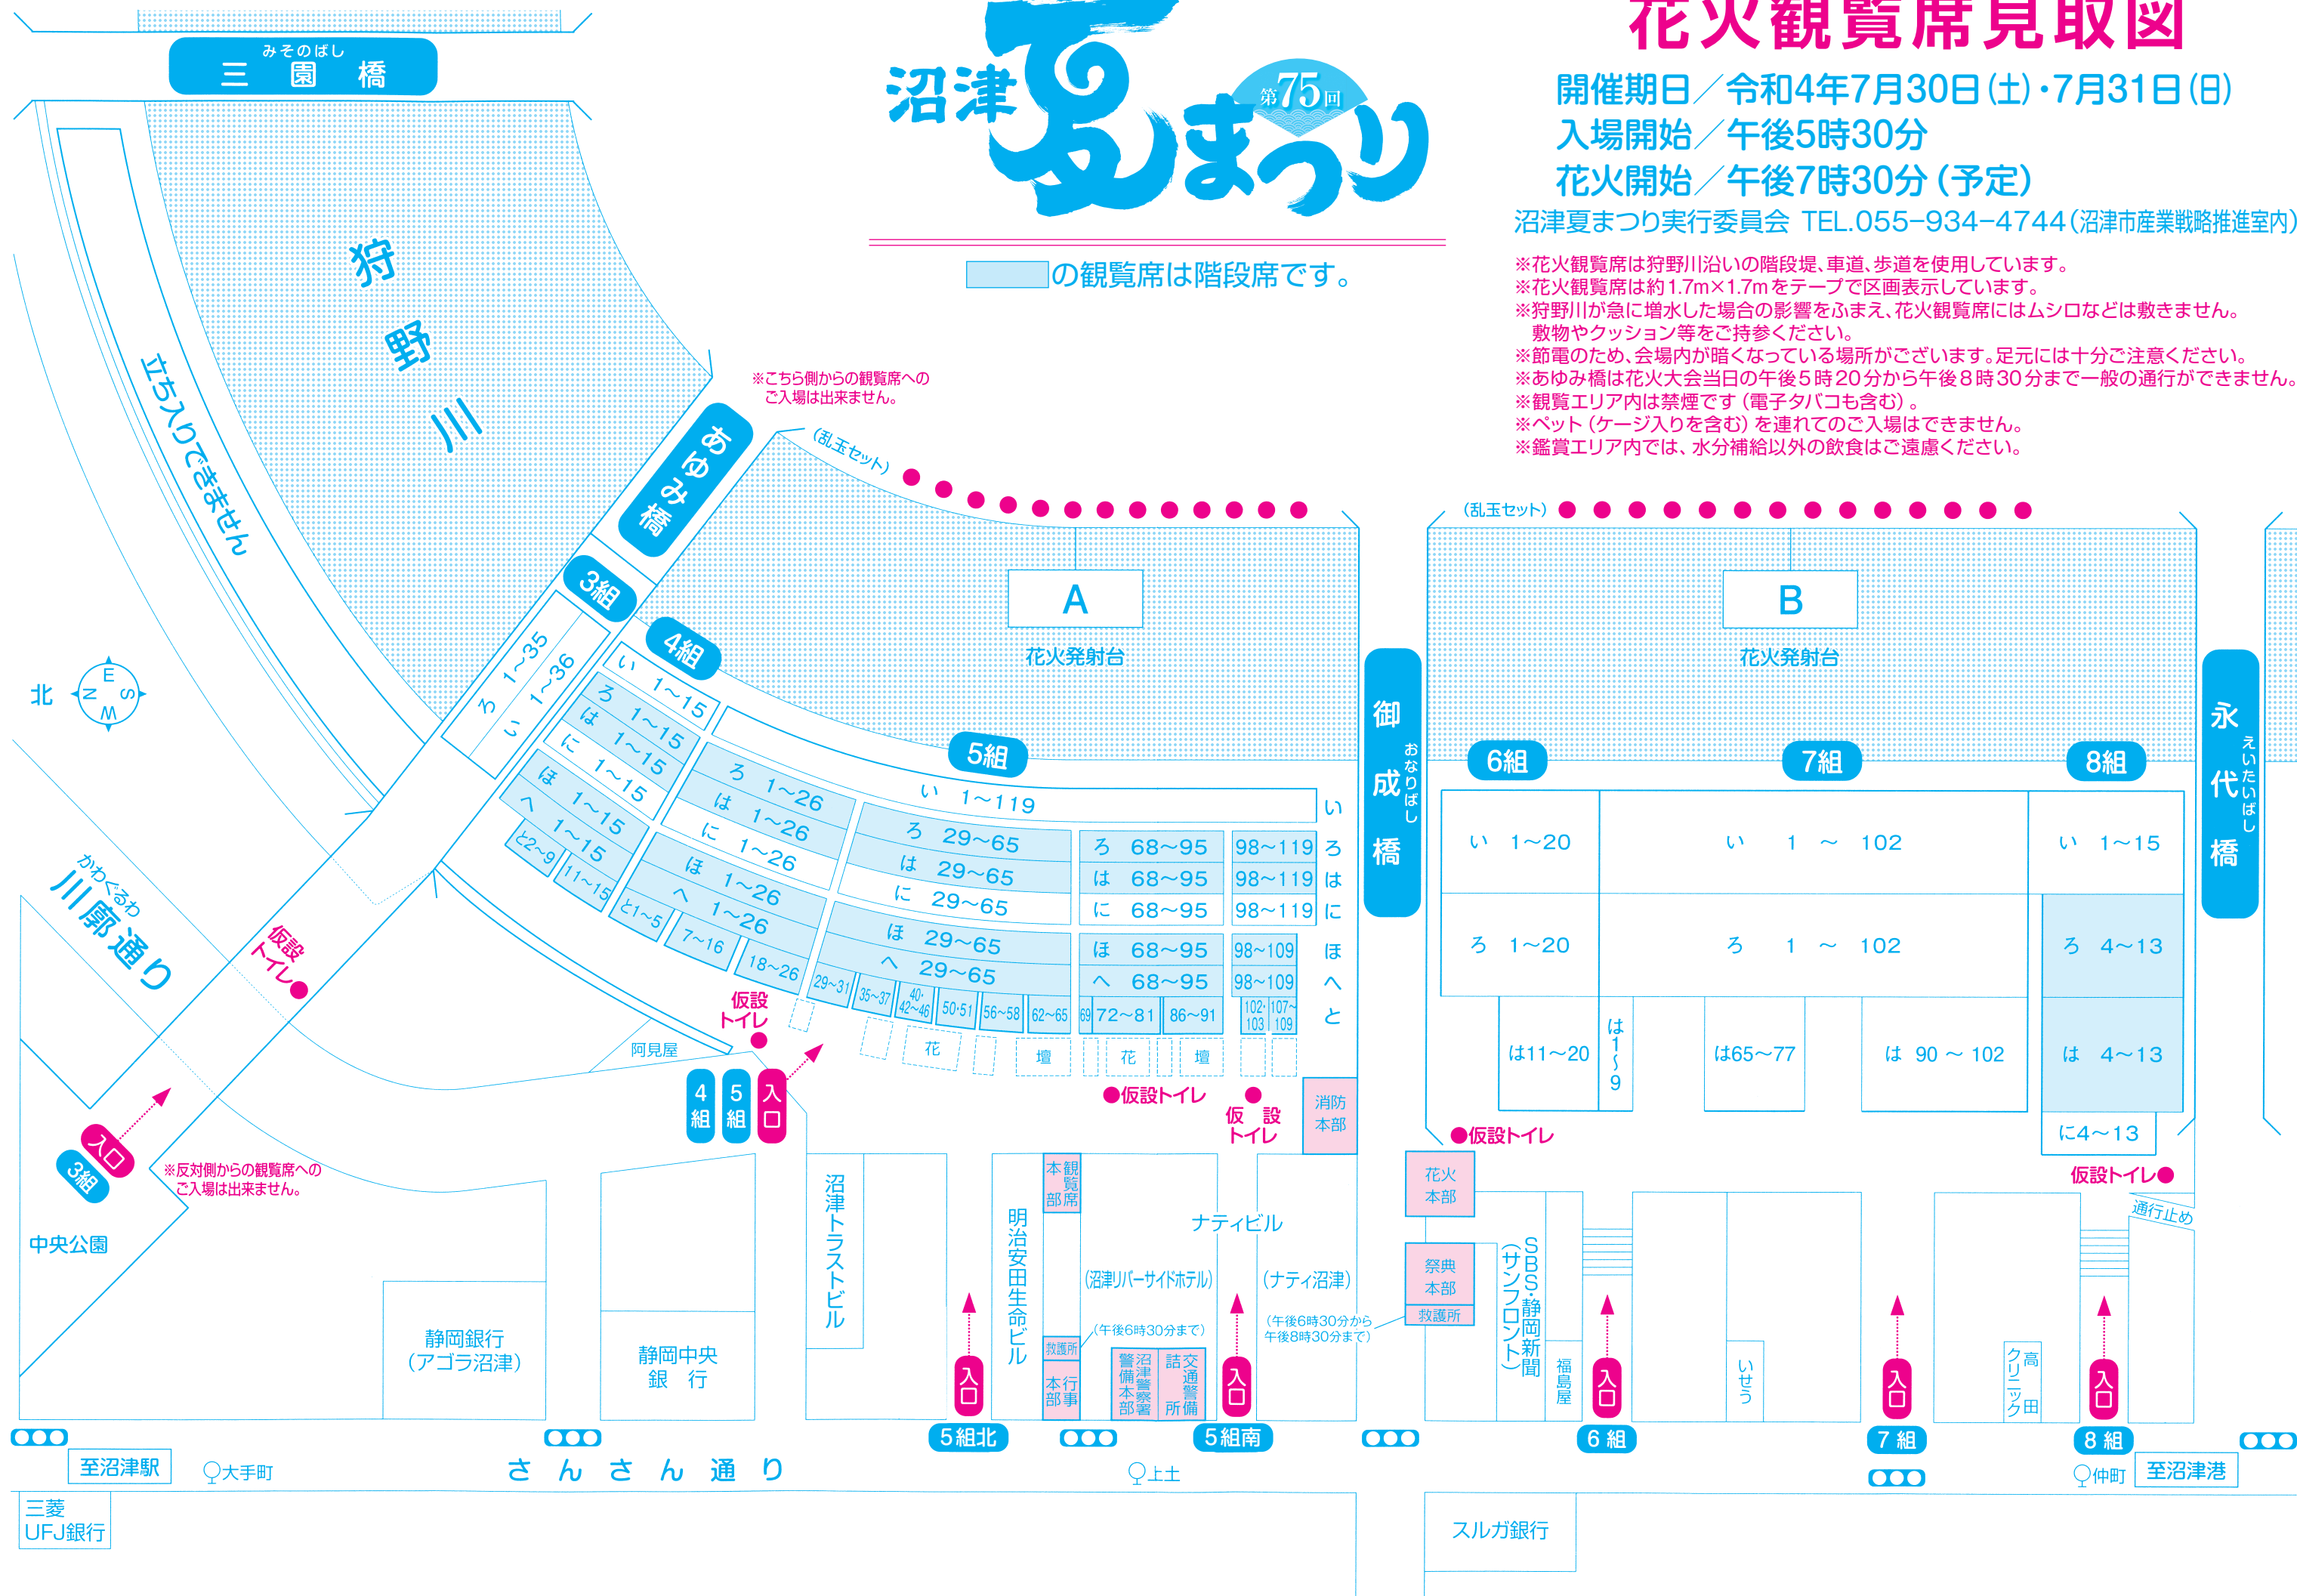 花火観覧席見取図
みそのばし
三園橋
沼津夏まつり
第75回
開催期日／令和4年7月30日(土)・7月31日(日)
入場開始／午後5時30分
花火開始／午後7時30分(予定)
沼津夏まつり実行委員会 TEL.055-934-4744(沼津市産業戦略推進室内)
の観覧席は階段席です。
※花火観覧席は狩野川沿いの階段堤、車道、歩道を使用しています。
※花火観覧席は約1.7m×1.7mをテープで区画表示しています。
※狩野川が急に増水した場合の影響をふまえ、花火観覧席にはムシロなどは敷きません。
敷物やクッション等をご持参ください。
※節電のため、会場内が暗くなっている場所がございます。足元には十分ご注意ください。
※あゆみ橋は花火大会当日の午後5時20分から午後8時30分まで一般の通行ができません。
※観覧エリア内は禁煙です(電子タバコも含む)。
※ペット(ケージ入りを含む)を連れてのご入場はできません。
※鑑賞エリア内では、水分補給以外の飲食はご遠慮ください。
狩野川
立ち入りできません
※こちら側からの観覧席への
ご入場は出来ません。
あゆみ橋
(乱玉セット)
(乱玉セット)
A
花火発射台
B
花火発射台
北
E
N S
W
3組
ろ 1～35
い 1～36
4組
い 1～15
ろ 1～15
は 1～15
に 1～15
ほ 1～15
へ 1～15
と2～9
11～15
5組
い 1～119
い
ろ 1～26
は 1～26
に 1～26
ほ 1～26
へ 1～26
と1～5
7～16
18～26
ろ 29～65
は 29～65
に 29～65
ほ 29～65
へ 29～65
29～31
35～37
40・
42～46
50・51
56～58
62～65
ろ 68～95
は 68～95
に 68～95
ほ 68～95
へ 68～95
69
72～81
86～91
98～119 ろ
98～119 は
98～119 に
98～109 ほ
98～109 へ
102・
103
107～
109
と
花
壇
花
壇
御成橋
おなりばし
6組
い 1～20
ろ 1～20
は11～20
は1～9
7組
い 1 ～ 102
ろ 1 ～ 102
は65～77
は 90 ～ 102
8組
い 1～15
ろ 4～13
は 4～13
に4～13
永代橋
えいたいばし
かわぐるわ
川廓通り
仮設
トイレ
仮設
トイレ
阿見屋
4組
5組
入口
仮設トイレ
仮設
トイレ
消防
本部
仮設トイレ
仮設トイレ
通行止め
入口
3組
※反対側からの観覧席への
ご入場は出来ません。
中央公園
静岡銀行
(アゴラ沼津)
静岡中央
銀行
沼津トラストビル
明治安田生命ビル
観覧席
本部
ナティビル
(沼津リバーサイドホテル)
(ナティ沼津)
(午後6時30分まで)
(午後6時30分から
午後8時30分まで)
救護所
行事
本部
沼津警察署
警備本部
交通警備
詰所
花火
本部
祭典
本部
救護所
SBS・静岡新聞
(サンフロント)
福島屋
いせう
高田
クリニック
入口
5組北
入口
5組南
入口
6組
入口
7組
入口
8組
至沼津駅
大手町
さんさん通り
上土
仲町
至沼津港
三菱
UFJ銀行
スルガ銀行